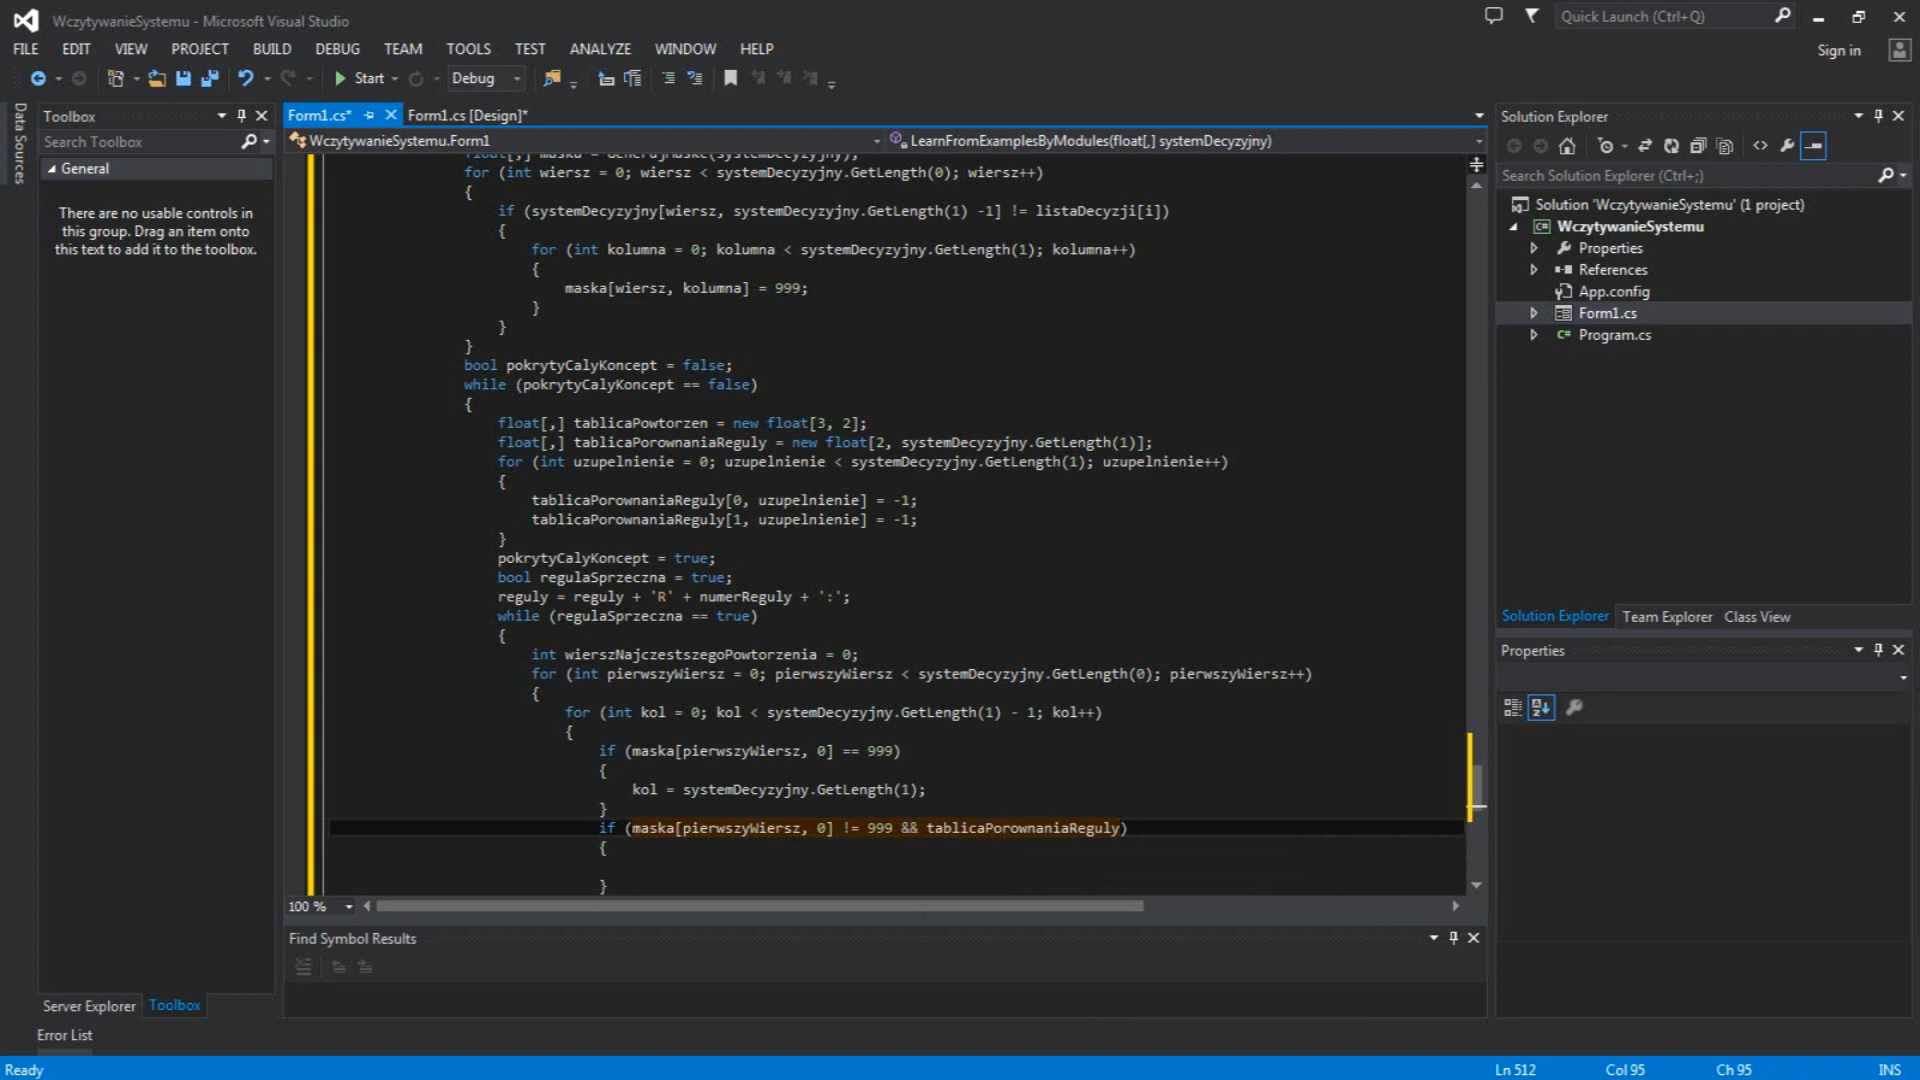 WczytywanieSystemu - Microsoft Visual Studio
Quick Launch (Ctrl+Q)
FILE EDIT VIEW PROJECT BUILD DEBUG TEAM TOOLS TEST ANALYZE WINDOW HELP
Sign in
Start Debug
Data Sources
Toolbox
Search Toolbox
General
There are no usable controls in
this group. Drag an item onto
this text to add it to the toolbox.
Server Explorer Toolbox
Error List
Form1.cs* Form1.cs [Design]*
WczytywanieSystemu.Form1 LearnFromExamplesByModules(float[,] systemDecyzyjny)
float[,] maska = GenerujMaske(systemDecyzyjny);
for (int wiersz = 0; wiersz < systemDecyzyjny.GetLength(0); wiersz++)
{
if (systemDecyzyjny[wiersz, systemDecyzyjny.GetLength(1) -1] != listaDecyzji[i])
{
for (int kolumna = 0; kolumna < systemDecyzyjny.GetLength(1); kolumna++)
{
maska[wiersz, kolumna] = 999;
}
}
}
bool pokrytyCalyKoncept = false;
while (pokrytyCalyKoncept == false)
{
float[,] tablicaPowtorzen = new float[3, 2];
float[,] tablicaPorownaniaReguly = new float[2, systemDecyzyjny.GetLength(1)];
for (int uzupelnienie = 0; uzupelnienie < systemDecyzyjny.GetLength(1); uzupelnienie++)
{
tablicaPorownaniaReguly[0, uzupelnienie] = -1;
tablicaPorownaniaReguly[1, uzupelnienie] = -1;
}
pokrytyCalyKoncept = true;
bool regulaSprzeczna = true;
reguly = reguly + 'R' + numerReguly + ':';
while (regulaSprzeczna == true)
{
int wierszNajczestszegoPowtorzenia = 0;
for (int pierwszyWiersz = 0; pierwszyWiersz < systemDecyzyjny.GetLength(0); pierwszyWiersz++)
{
for (int kol = 0; kol < systemDecyzyjny.GetLength(1) - 1; kol++)
{
if (maska[pierwszyWiersz, 0] == 999)
{
kol = systemDecyzyjny.GetLength(1);
}
if (maska[pierwszyWiersz, 0] != 999 && tablicaPorownaniaReguly)
{
}
100 %
Find Symbol Results
Solution Explorer
Search Solution Explorer (Ctrl+;)
Solution 'WczytywanieSystemu' (1 project)
WczytywanieSystemu
Properties
References
App.config
Form1.cs
Program.cs
Solution Explorer Team Explorer Class View
Properties
Ready Ln 512 Col 95 Ch 95 INS